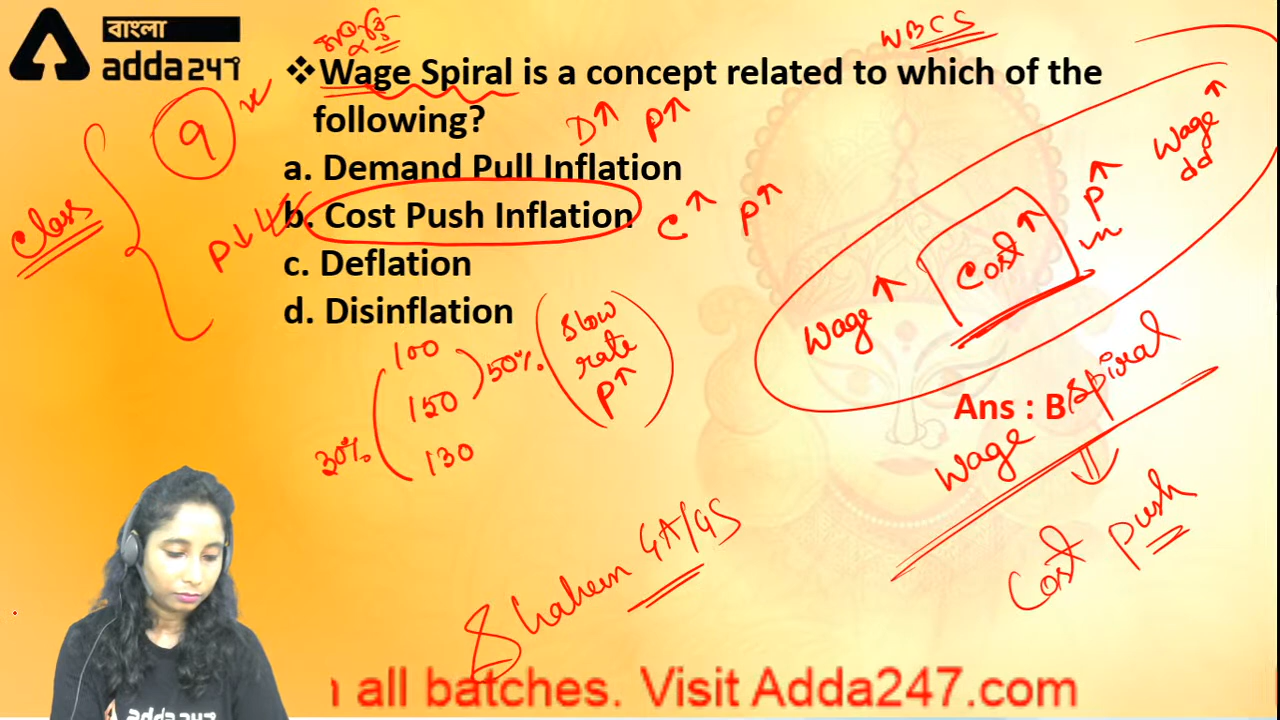 বাংলা
adda247
মজুরি
WBCS
❖Wage Spiral is a concept related to which of the
following?
D↑ P↑
a. Demand Pull Inflation
b. Cost Push Inflation
C↑ P↑
c. Deflation
d. Disinflation
Class
9
P↓
100
150
130
50%
30%
slow
rate
P↑
Wage↑
Cost↑
P↑
Wage↑
dd
Ans : B
Wage Spiral
Cost Push
Shaheen GA/GS
all batches. Visit Adda247.com
adda247